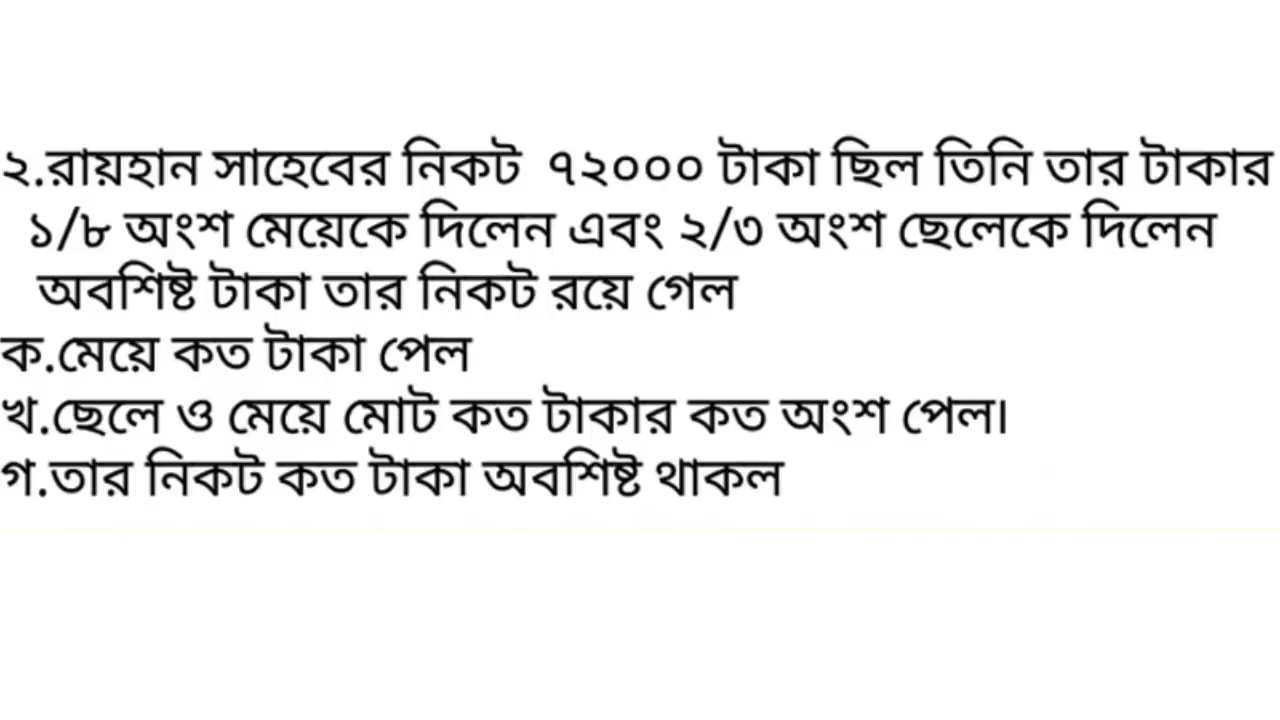 ২.রায়হান সাহেবের নিকট ৭২০০০ টাকা ছিল তিনি তার টাকার
১/৮ অংশ মেয়েকে দিলেন এবং ২/৩ অংশ ছেলেকে দিলেন
অবশিষ্ট টাকা তার নিকট রয়ে গেল
ক.মেয়ে কত টাকা পেল
খ.ছেলে ও মেয়ে মোট কত টাকার কত অংশ পেল।
গ.তার নিকট কত টাকা অবশিষ্ট থাকল